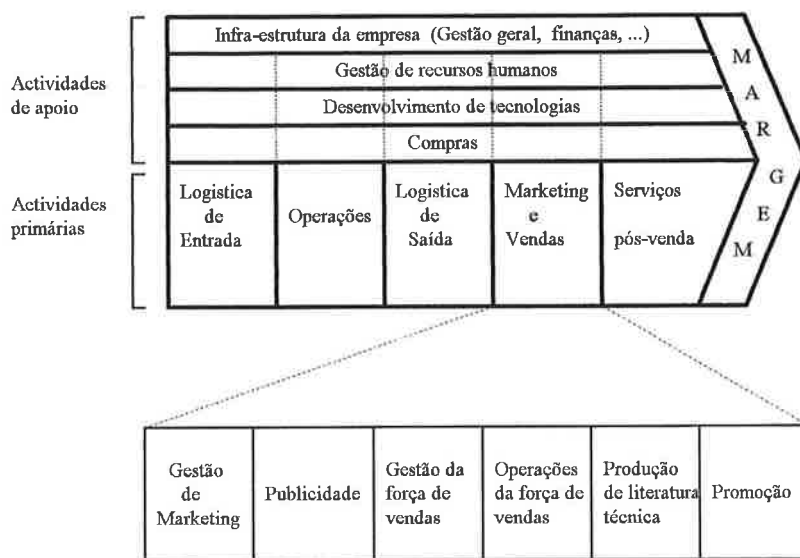 Infra-estrutura da empresa (Gestão geral, finanças, ...)
Gestão de recursos humanos
Desenvolvimento de tecnologias
Compras
Actividades
de apoio
Actividades
primárias
Logistica
de
Entrada
Operações
Logistica
de
Saída
Marketing
e
Vendas
Serviços
pós-venda
MARGEM
Gestão
de
Marketing
Publicidade
Gestão da
força de
vendas
Operações
da força de
vendas
Produção
de literatura
técnica
Promoção